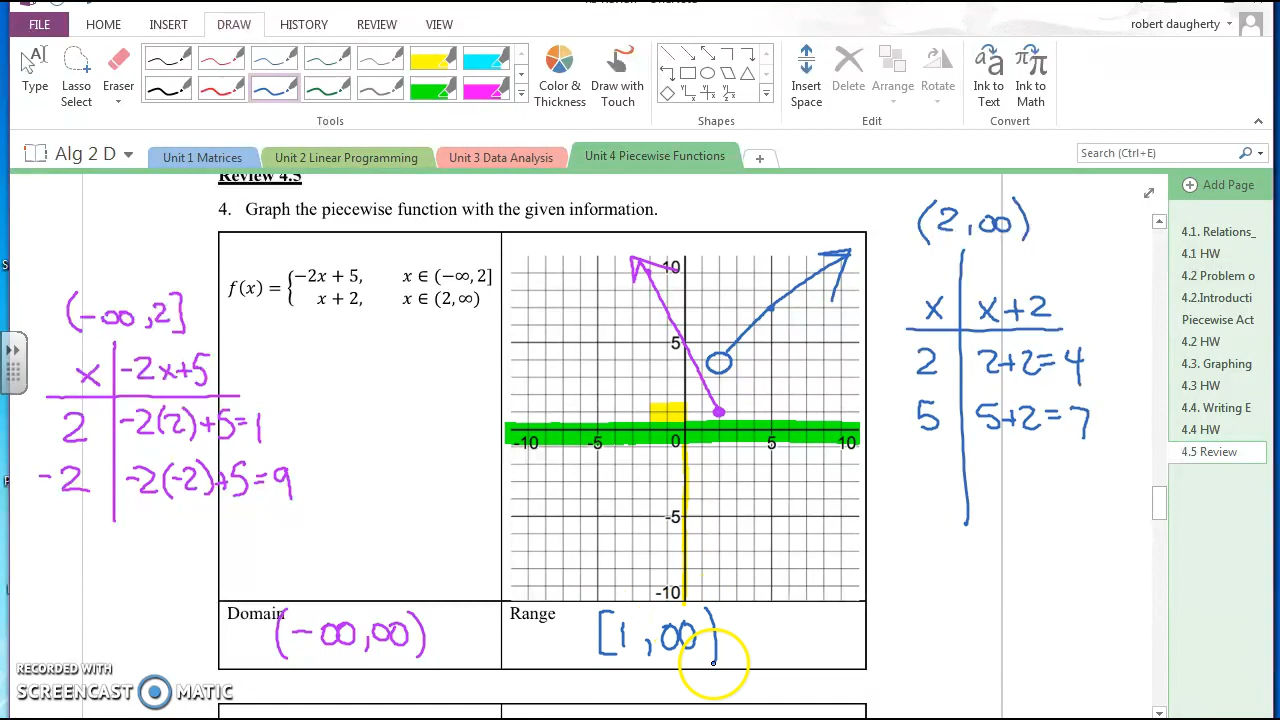 FILE HOME INSERT DRAW HISTORY REVIEW VIEW robert daugherty
Type Lasso Select Eraser Color & Thickness Draw with Touch Insert Space Delete Arrange Rotate Ink to Text Ink to Math
Tools Shapes Edit Convert
Alg 2 D Unit 1 Matrices Unit 2 Linear Programming Unit 3 Data Analysis Unit 4 Piecewise Functions Search (Ctrl+E)
Review 4.5
4. Graph the piecewise function with the given information.
f(x) = { −2x + 5, x ∈ (−∞, 2]
x + 2, x ∈ (2, ∞)
(-∞, 2]
x | -2x+5
2 | -2(2)+5=1
-2 | -2(-2)+5=9
10
5
-10 -5 0 5 10
-5
-10
(2, ∞)
x | x+2
2 | 2+2=4
5 | 5+2=7
Domain
(-∞, ∞)
Range
[1, ∞)
Add Page
4.1. Relations_
4.1 HW
4.2 Problem o
4.2.Introducti
Piecewise Act
4.2 HW
4.3. Graphing
4.3 HW
4.4. Writing E
4.4 HW
4.5 Review
RECORDED WITH
SCREENCAST MATIC